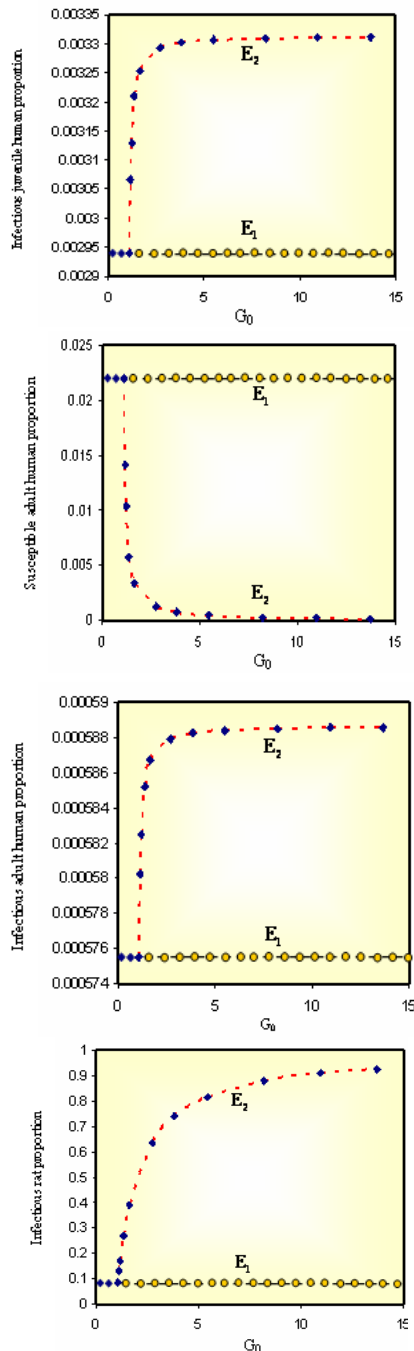 Infectious juvenile human proportion
0.00335
0.0033
0.00325
0.0032
0.00315
0.0031
0.00305
0.003
0.00295
0.0029
E2
E1
0 5 10 15
G0
Susceptible adult human proportion
0.025
0.02
0.015
0.01
0.005
0
E1
E2
0 5 10 15
G0
Infectious adult human proportion
0.00059
0.000588
0.000586
0.000584
0.000582
0.00058
0.000578
0.000576
0.000574
E2
E1
0 5 10 15
G0
Infectious rat proportion
1
0.9
0.8
0.7
0.6
0.5
0.4
0.3
0.2
0.1
0
E2
E1
0 5 10 15
G0